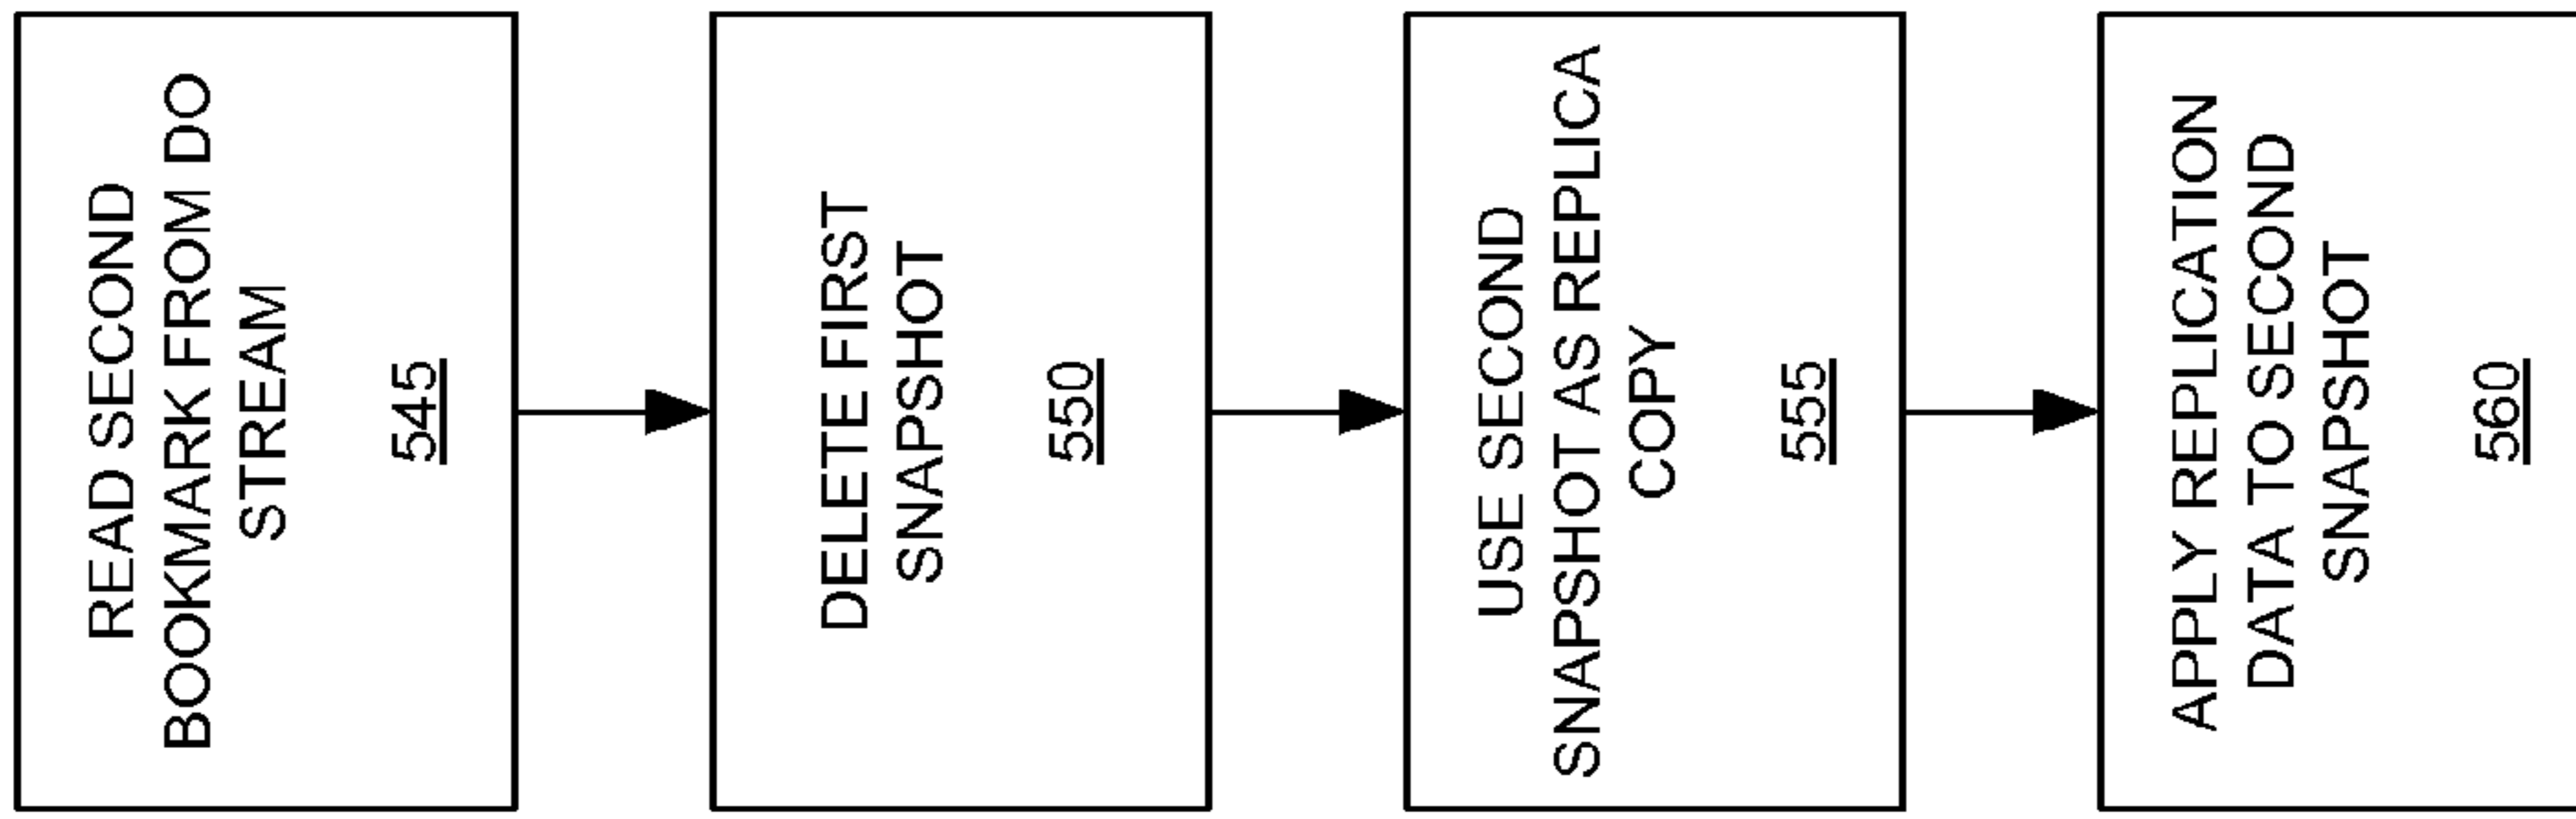 READ SECOND
BOOKMARK FROM DO
STREAM
545
DELETE FIRST
SNAPSHOT
550
USE SECOND
SNAPSHOT AS REPLICA
COPY
555
APPLY REPLICATION
DATA TO SECOND
SNAPSHOT
560